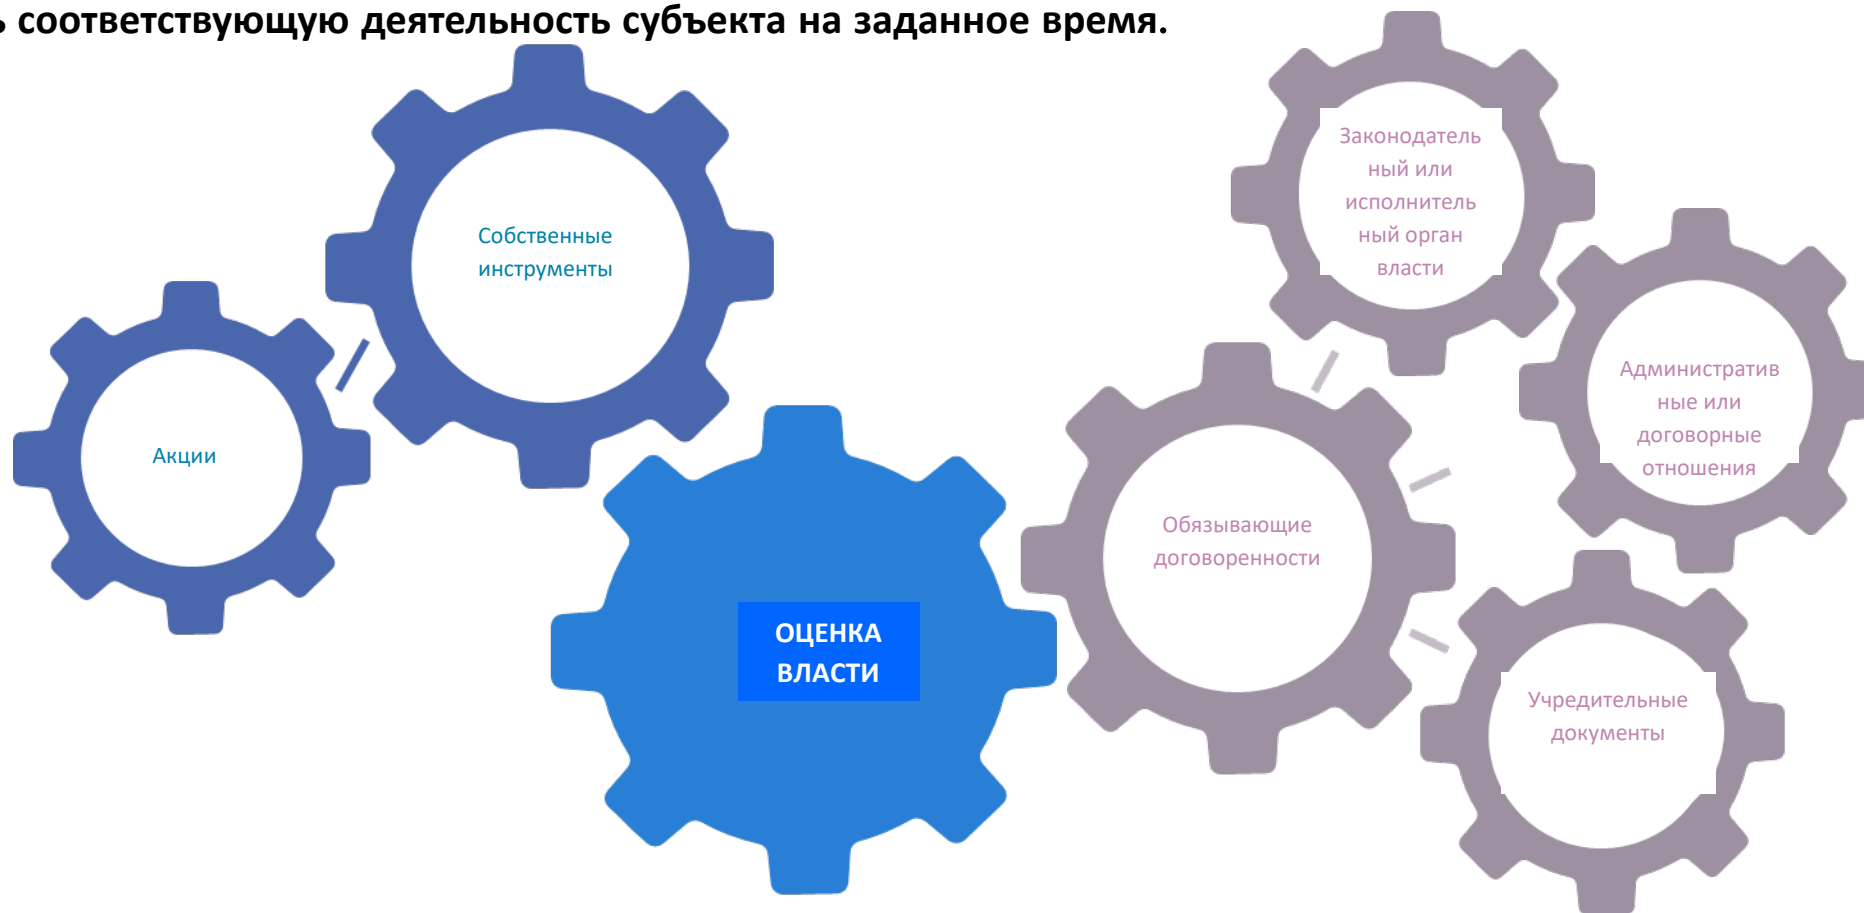 ь соответствующую деятельность субъекта на заданное время.
Собственные
инструменты
Акции
ОЦЕНКА
ВЛАСТИ
Обязывающие
договоренности
Законодатель
ный или
исполнитель
ный орган
власти
Административ
ные или
договорные
отношения
Учредительные
документы